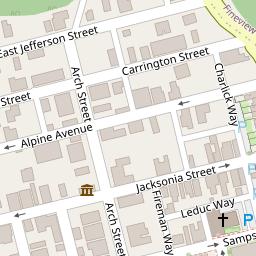 Fineview
East Jefferson Street
Carrington Street
Charlick Way
Arch Street
Street
Alpine Avenue
Jacksonia Street
Arch Street
Fireman Way
Leduc Way
P
P
Samps